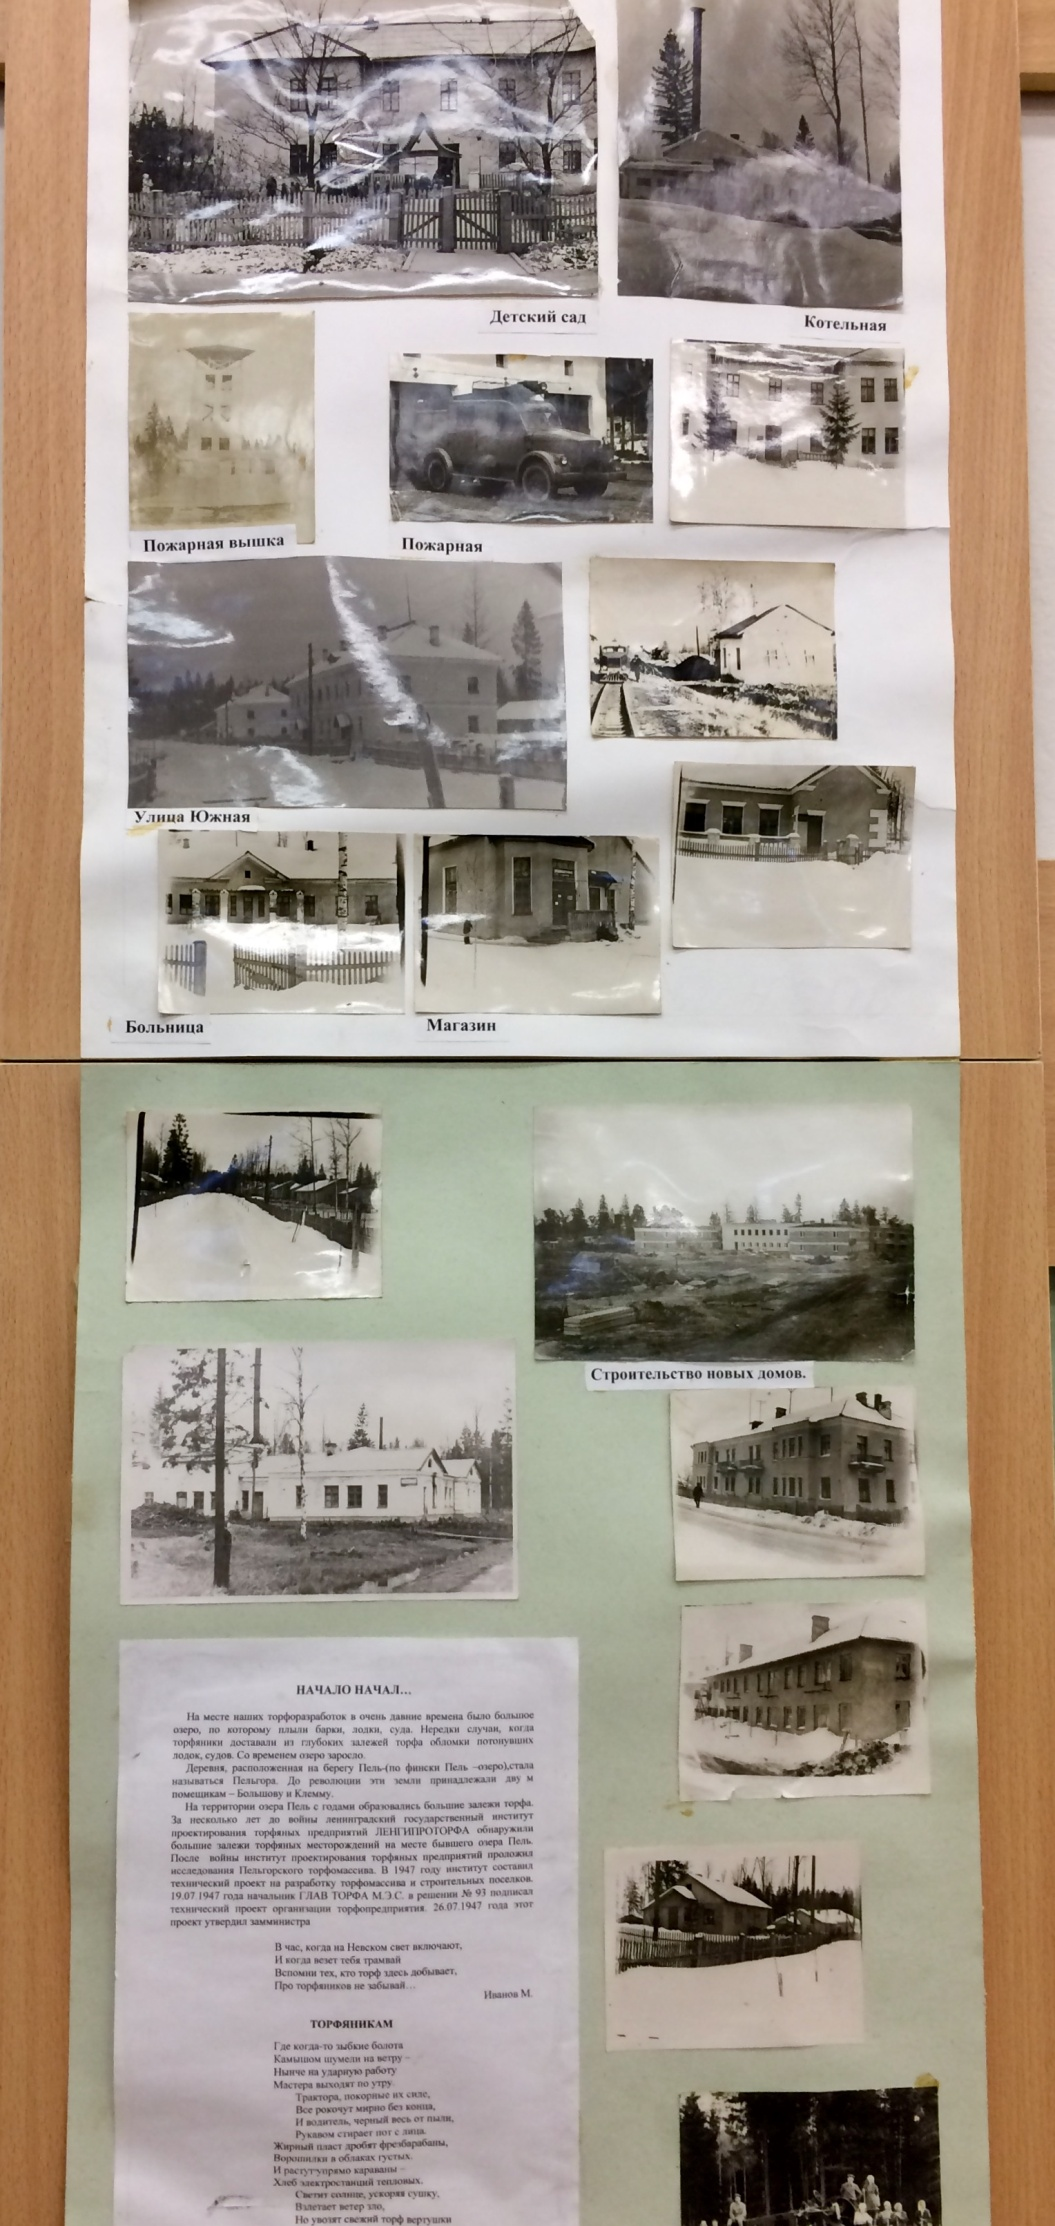 Детский сад
Котельная
Пожарная вышка
Пожарная
Улица Южная
Больница
Магазин
Строительство новых домов.
НАЧАЛО НАЧАЛ...
На месте наших торфоразработок в очень давние времена было большое
озеро, по которому плыли барки, лодки, суда. Нередки случаи, когда
торфяники доставали из глубоких залежей торфа обломки потонувших
лодок, судов. Со временем озеро заросло.
Деревня, расположенная на берегу Пель-(по фински Пель –озеро),стала
называться Пельгора. До революции эти земли принадлежали дву м
помещикам – Большову и Клемму.
На территории озера Пель с годами образовались большие залежи торфа.
За несколько лет до войны ленинградский государственный институт
проектирования торфяных предприятий ЛЕНГИПРОТОРФА обнаружили
большие залежи торфяных месторождений на месте бывшего озера Пель.
После войны институт проектирования торфяных предприятий проложил
исследования Пельгорского торфомассива. В 1947 году институт составил
технический проект на разработку торфомассива и строительных поселков.
19.07.1947 года начальник ГЛАВ ТОРФА М.Э.С. в решении № 93 подписал
технический проект организации торфопредприятия. 26.07.1947 года этот
проект утвердил замминистра
В час, когда на Невском свет включают,
И когда везет тебя трамвай
Вспомни тех, кто торф здесь добывает,
Про торфяников не забывай...
Иванов М.
ТОРФЯНИКАМ
Где когда-то зыбкие болота
Камышом шумели на ветру –
Нынче на ударную работу
Мастера выходят по утру.
Трактора, покорные их силе,
Все рокочут мирно без конца,
И водитель, черный весь от пыли,
Рукавом стирает пот с лица.
Жирный пласт дробят фрезбарабаны,
Ворошилки в облаках густых.
И растут упрямо караваны –
Хлеб электростанций тепловых.
Светит солнце, ускоряя сушку,
Взлетает ветер зло,
Но увозят свежий торф вертушки